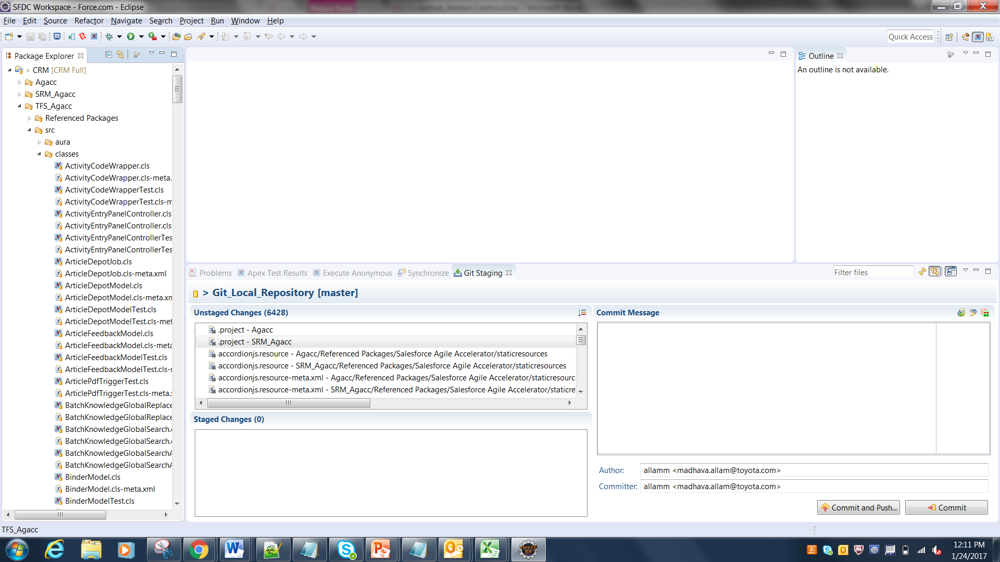 SFDC Workspace - Force.com - Eclipse
File Edit Source Refactor Navigate Search Project Run Window Help
Quick Access
Package Explorer
> CRM [CRM Full]
Agacc
SRM_Agacc
TFS_Agacc
Referenced Packages
src
aura
classes
ActivityCodeWrapper.cls
ActivityCodeWrapper.cls-meta.
ActivityCodeWrapperTest.cls
ActivityCodeWrapperTest.cls-m
ActivityEntryPanelController.cls
ActivityEntryPanelController.cls
ActivityEntryPanelControllerTes
ActivityEntryPanelControllerTes
ArticleDepotJob.cls
ArticleDepotJob.cls-meta.xml
ArticleDepotModel.cls
ArticleDepotModel.cls-meta.xm
ArticleDepotModelTest.cls
ArticleDepotModelTest.cls-met
ArticleFeedbackModel.cls
ArticleFeedbackModel.cls-meta
ArticleFeedbackModelTest.cls
ArticleFeedbackModelTest.cls-r
ArticlePdfTriggerTest.cls
ArticlePdfTriggerTest.cls-meta.x
BatchKnowledgeGlobalReplace
BatchKnowledgeGlobalReplace
BatchKnowledgeGlobalSearch.c
BatchKnowledgeGlobalSearch.c
BatchKnowledgeGlobalSearchA
BatchKnowledgeGlobalSearchA
BinderModel.cls
BinderModel.cls-meta.xml
BinderModelTest.cls
Outline
An outline is not available.
Problems Apex Test Results Execute Anonymous Synchronize Git Staging
Filter files
> Git_Local_Repository [master]
Unstaged Changes (6428)
.project - Agacc
.project - SRM_Agacc
accordionjs.resource - Agacc/Referenced Packages/Salesforce Agile Accelerator/staticresources
accordionjs.resource - SRM_Agacc/Referenced Packages/Salesforce Agile Accelerator/staticresources
accordionjs.resource-meta.xml - Agacc/Referenced Packages/Salesforce Agile Accelerator/staticresourc
accordionjs.resource-meta.xml - SRM_Agacc/Referenced Packages/Salesforce Agile Accelerator/staticre
Staged Changes (0)
Commit Message
Author: allamm <madhava.allam@toyota.com>
Committer: allamm <madhava.allam@toyota.com>
Commit and Push...
Commit
TFS_Agacc
Java EE
IDE
12:11 PM
1/24/2017